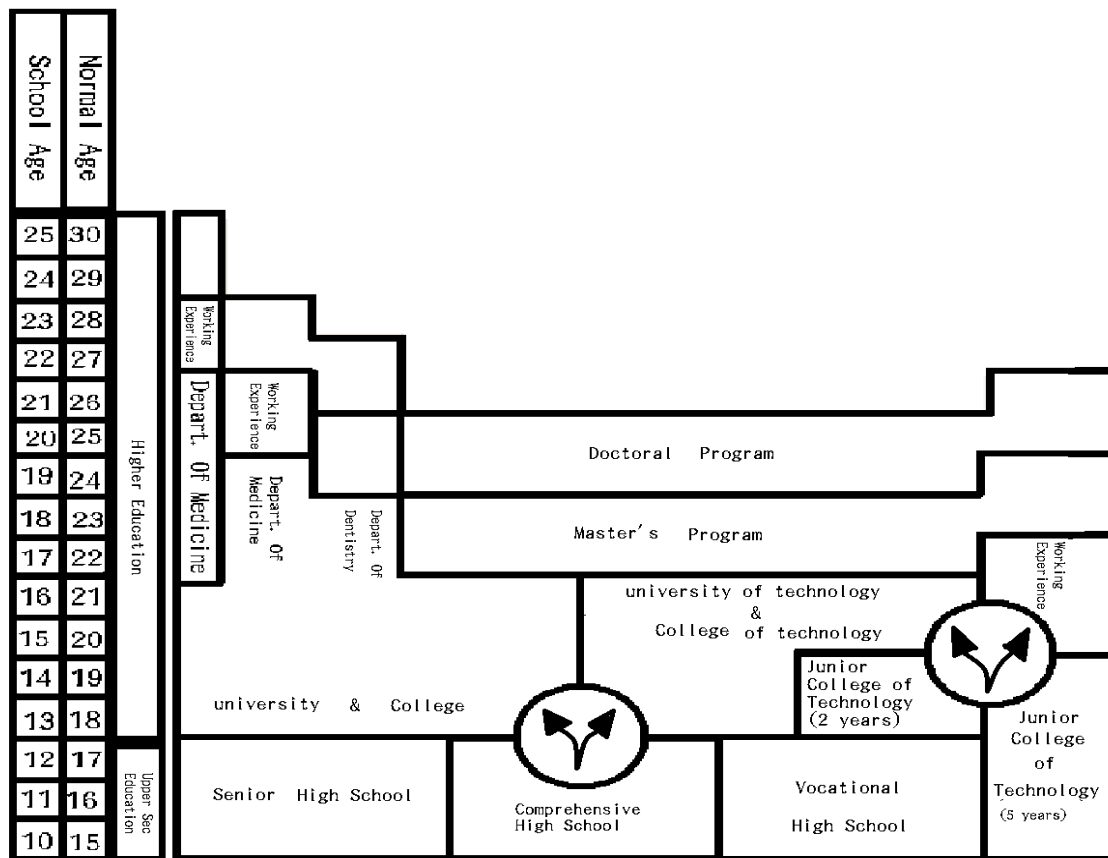 School Age
Normal Age
25 30
24 29
23 28
22 27
21 26
20 25
19 24
18 23
17 22
16 21
15 20
14 19
13 18
12 17
11 16
10 15
Higher Education
Upper Sec
Education
Working
Experience
Depart. Of Medicine
Working
Experience
Depart. Of
Medicine
Depart. Of
Dentistry
Doctoral Program
Master's Program
Working
Experience
university of technology
&
College of technology
university & College
Junior
College of
Technology
(2 years)
Junior
College
of
Technology
(5 years)
Senior High School
Comprehensive
High School
Vocational
High School